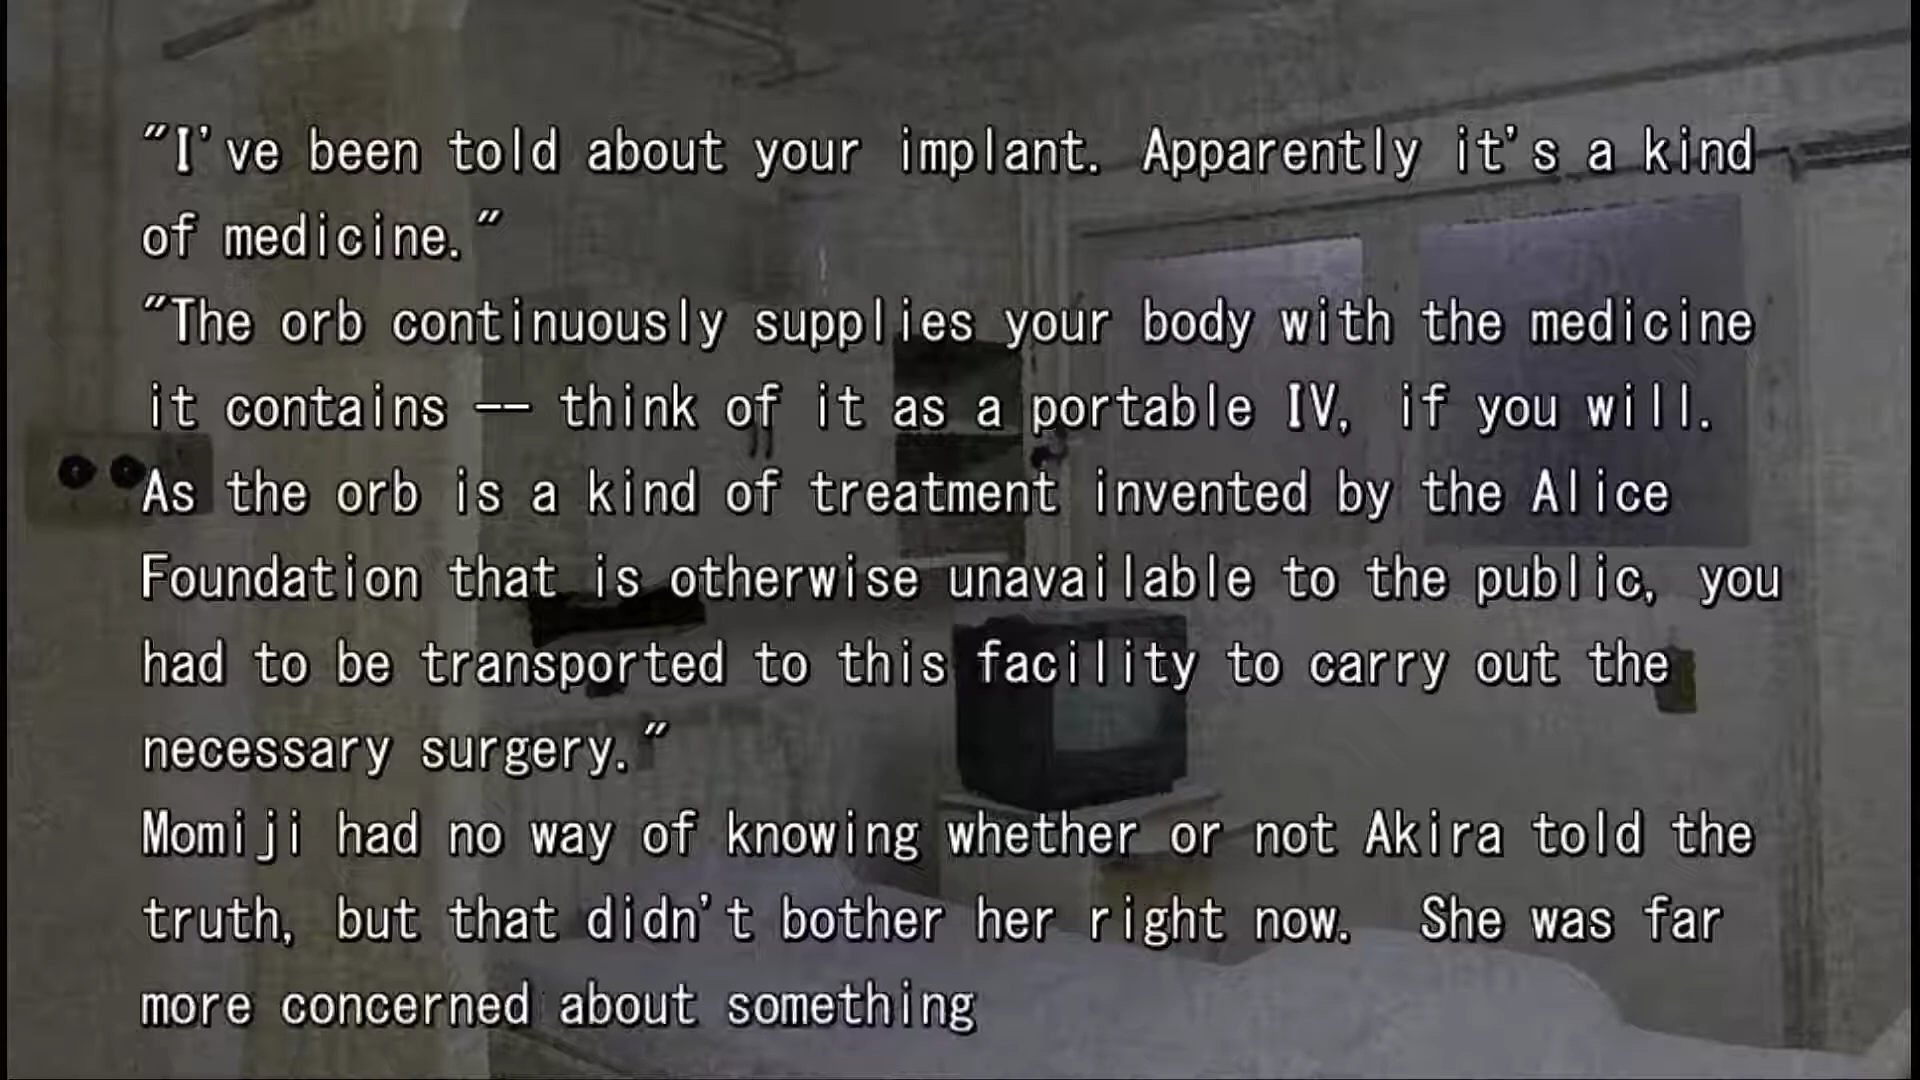 "I've been told about your implant. Apparently it's a kind
of medicine."
"The orb continuously supplies your body with the medicine
it contains -- think of it as a portable IV, if you will.
As the orb is a kind of treatment invented by the Alice
Foundation that is otherwise unavailable to the public, you
had to be transported to this facility to carry out the
necessary surgery."
Momiji had no way of knowing whether or not Akira told the
truth, but that didn't bother her right now.  She was far
more concerned about something